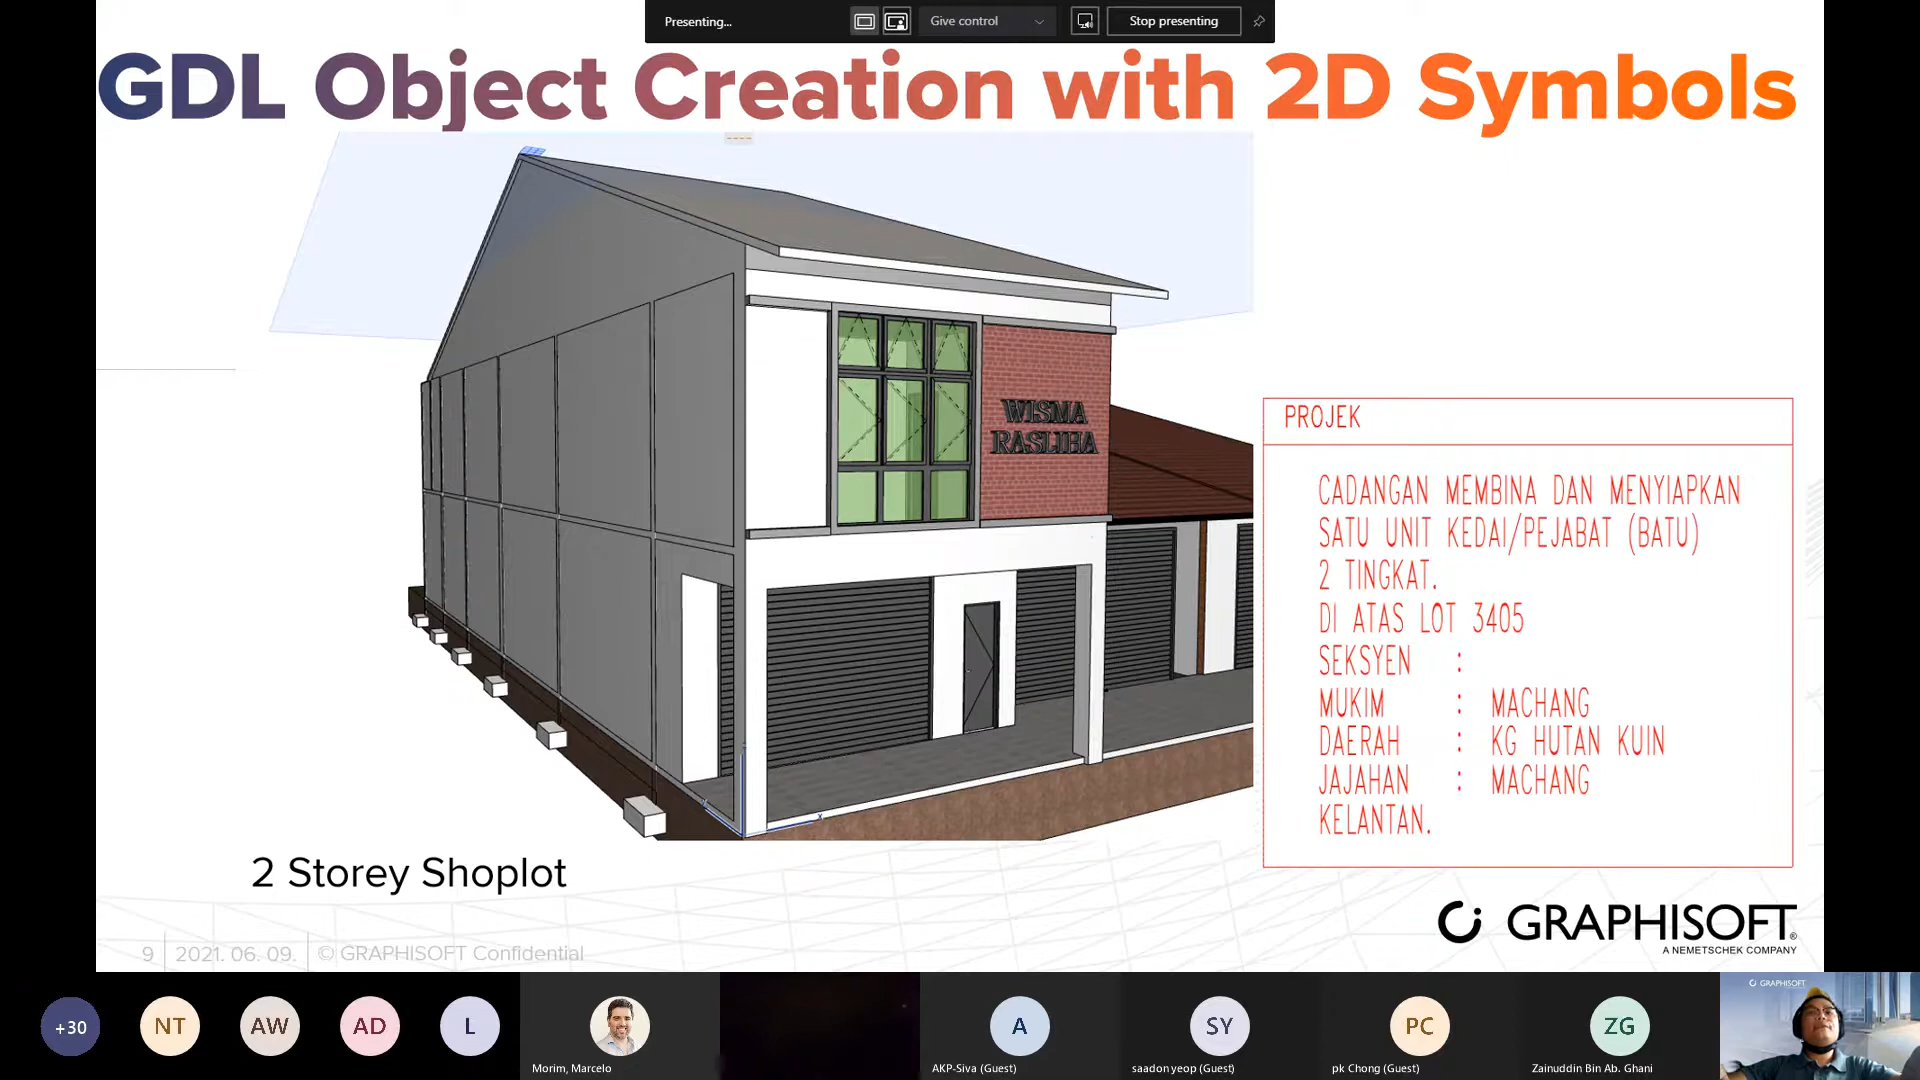 Presenting...
Give control
Stop presenting
GDL Object Creation with 2D Symbols
WISMA
RASLIHA
PROJEK
CADANGAN MEMBINA DAN MENYIAPKAN
SATU UNIT KEDAI/PEJABAT (BATU)
2 TINGKAT.
DI ATAS LOT 3405
SEKSYEN :
MUKIM : MACHANG
DAERAH : KG HUTAN KUIN
JAJAHAN : MACHANG
KELANTAN.
2 Storey Shoplot
GRAPHISOFT®
A NEMETSCHEK COMPANY
9 2021. 06. 09. © GRAPHISOFT Confidential
+30
NT
AW
AD
L
Morim, Marcelo
A
AKP-Siva (Guest)
SY
saadon yeop (Guest)
PC
pk Chong (Guest)
ZG
Zainuddin Bin Ab. Ghani
GRAPHISOFT